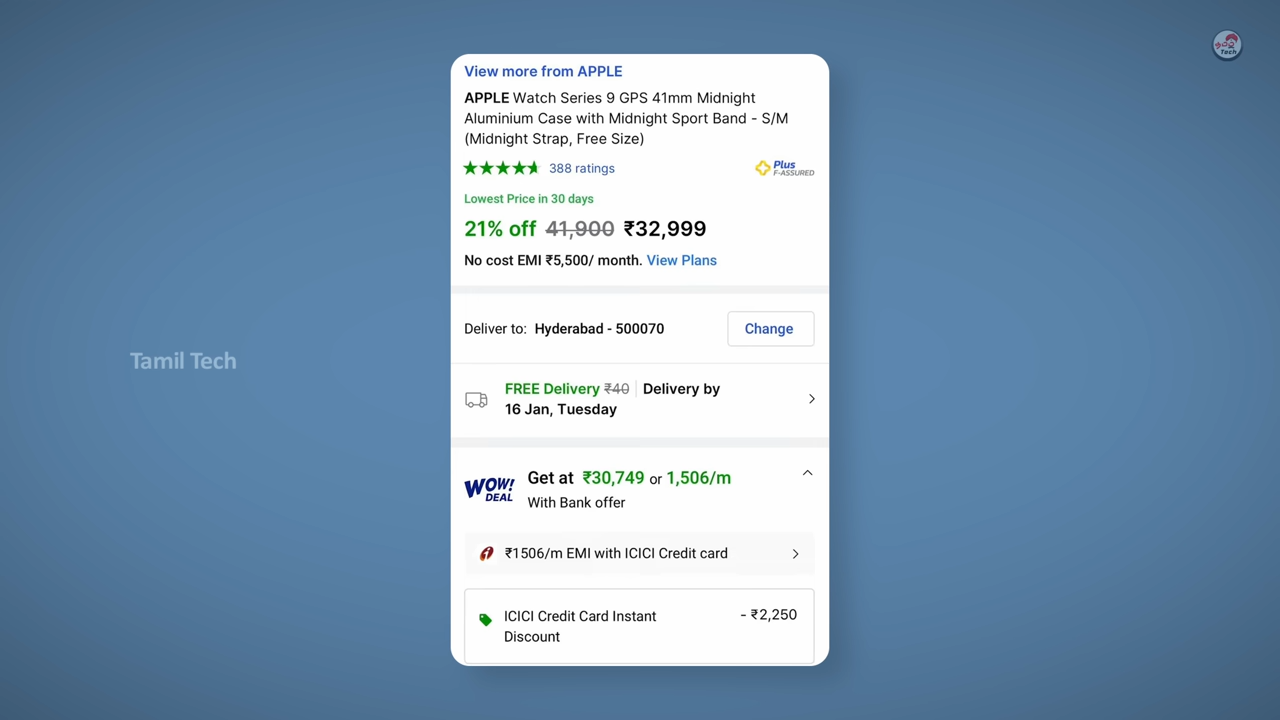 View more from APPLE
APPLE Watch Series 9 GPS 41mm Midnight
Aluminium Case with Midnight Sport Band - S/M
(Midnight Strap, Free Size)
388 ratings
Plus
F-ASSURED
Lowest Price in 30 days
21% off 41,900 ₹32,999
No cost EMI ₹5,500/ month. View Plans
Deliver to: Hyderabad - 500070
Change
Tamil Tech
FREE Delivery ₹40 Delivery by
16 Jan, Tuesday
WOW!
DEAL
Get at ₹30,749 or 1,506/m
With Bank offer
₹1506/m EMI with ICICI Credit card
ICICI Credit Card Instant
Discount
- ₹2,250
Tech